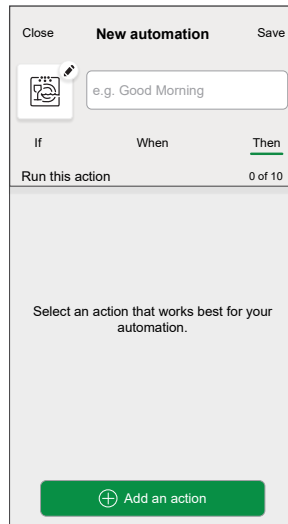 Close New automation Save
e.g. Good Morning
If When Then
Run this action 0 of 10
Select an action that works best for your
automation.
Add an action